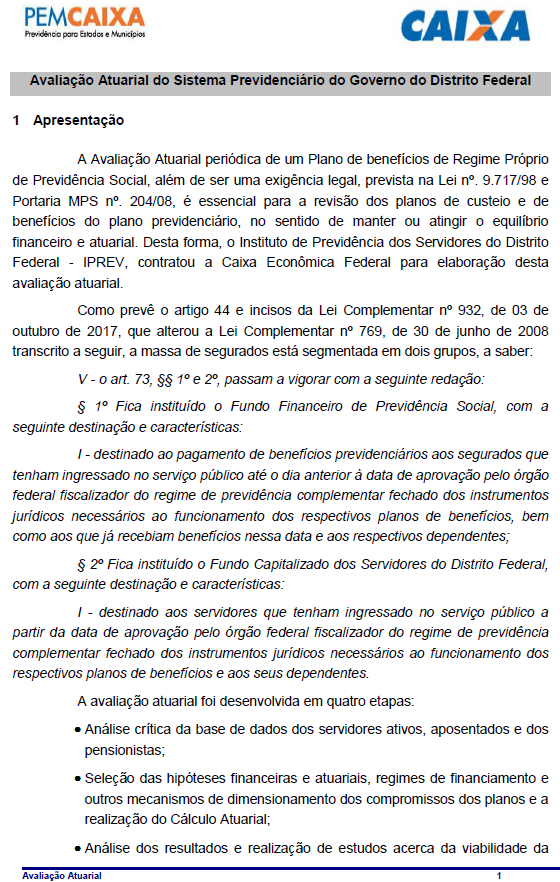 PEMCAIXA
Previdência para Estados e Municípios
CAIXA
Avaliação Atuarial do Sistema Previdenciário do Governo do Distrito Federal
1 Apresentação
A Avaliação Atuarial periódica de um Plano de benefícios de Regime Próprio
de Previdência Social, além de ser uma exigência legal, prevista na Lei nº. 9.717/98 e
Portaria MPS nº. 204/08, é essencial para a revisão dos planos de custeio e de
benefícios do plano previdenciário, no sentido de manter ou atingir o equilíbrio
financeiro e atuarial. Desta forma, o Instituto de Previdência dos Servidores do Distrito
Federal - IPREV, contratou a Caixa Econômica Federal para elaboração desta
avaliação atuarial.
Como prevê o artigo 44 e incisos da Lei Complementar nº 932, de 03 de
outubro de 2017, que alterou a Lei Complementar nº 769, de 30 de junho de 2008
transcrito a seguir, a massa de segurados está segmentada em dois grupos, a saber:
V - o art. 73, §§ 1º e 2º, passam a vigorar com a seguinte redação:
§ 1º Fica instituído o Fundo Financeiro de Previdência Social, com a
seguinte destinação e características:
I - destinado ao pagamento de benefícios previdenciários aos segurados que
tenham ingressado no serviço público até o dia anterior à data de aprovação pelo órgão
federal fiscalizador do regime de previdência complementar fechado dos instrumentos
jurídicos necessários ao funcionamento dos respectivos planos de benefícios, bem
como aos que já recebiam benefícios nessa data e aos respectivos dependentes;
§ 2º Fica instituído o Fundo Capitalizado dos Servidores do Distrito Federal,
com a seguinte destinação e características:
I - destinado aos servidores que tenham ingressado no serviço público a
partir da data de aprovação pelo órgão federal fiscalizador do regime de previdência
complementar fechado dos instrumentos jurídicos necessários ao funcionamento dos
respectivos planos de benefícios e aos seus dependentes.
A avaliação atuarial foi desenvolvida em quatro etapas:
• Análise crítica da base de dados dos servidores ativos, aposentados e dos
pensionistas;
• Seleção das hipóteses financeiras e atuariais, regimes de financiamento e
outros mecanismos de dimensionamento dos compromissos dos planos e a
realização do Cálculo Atuarial;
• Análise dos resultados e realização de estudos acerca da viabilidade da
Avaliação Atuarial 1